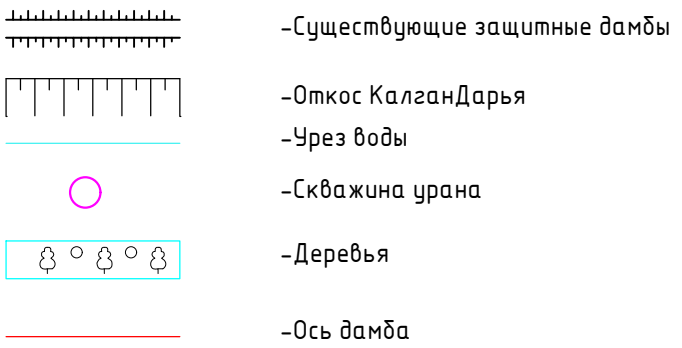 -Существующие защитные дамбы
-Откос КалганДарья
-Урез воды
-Скважина урана
-Деревья
-Ось дамба